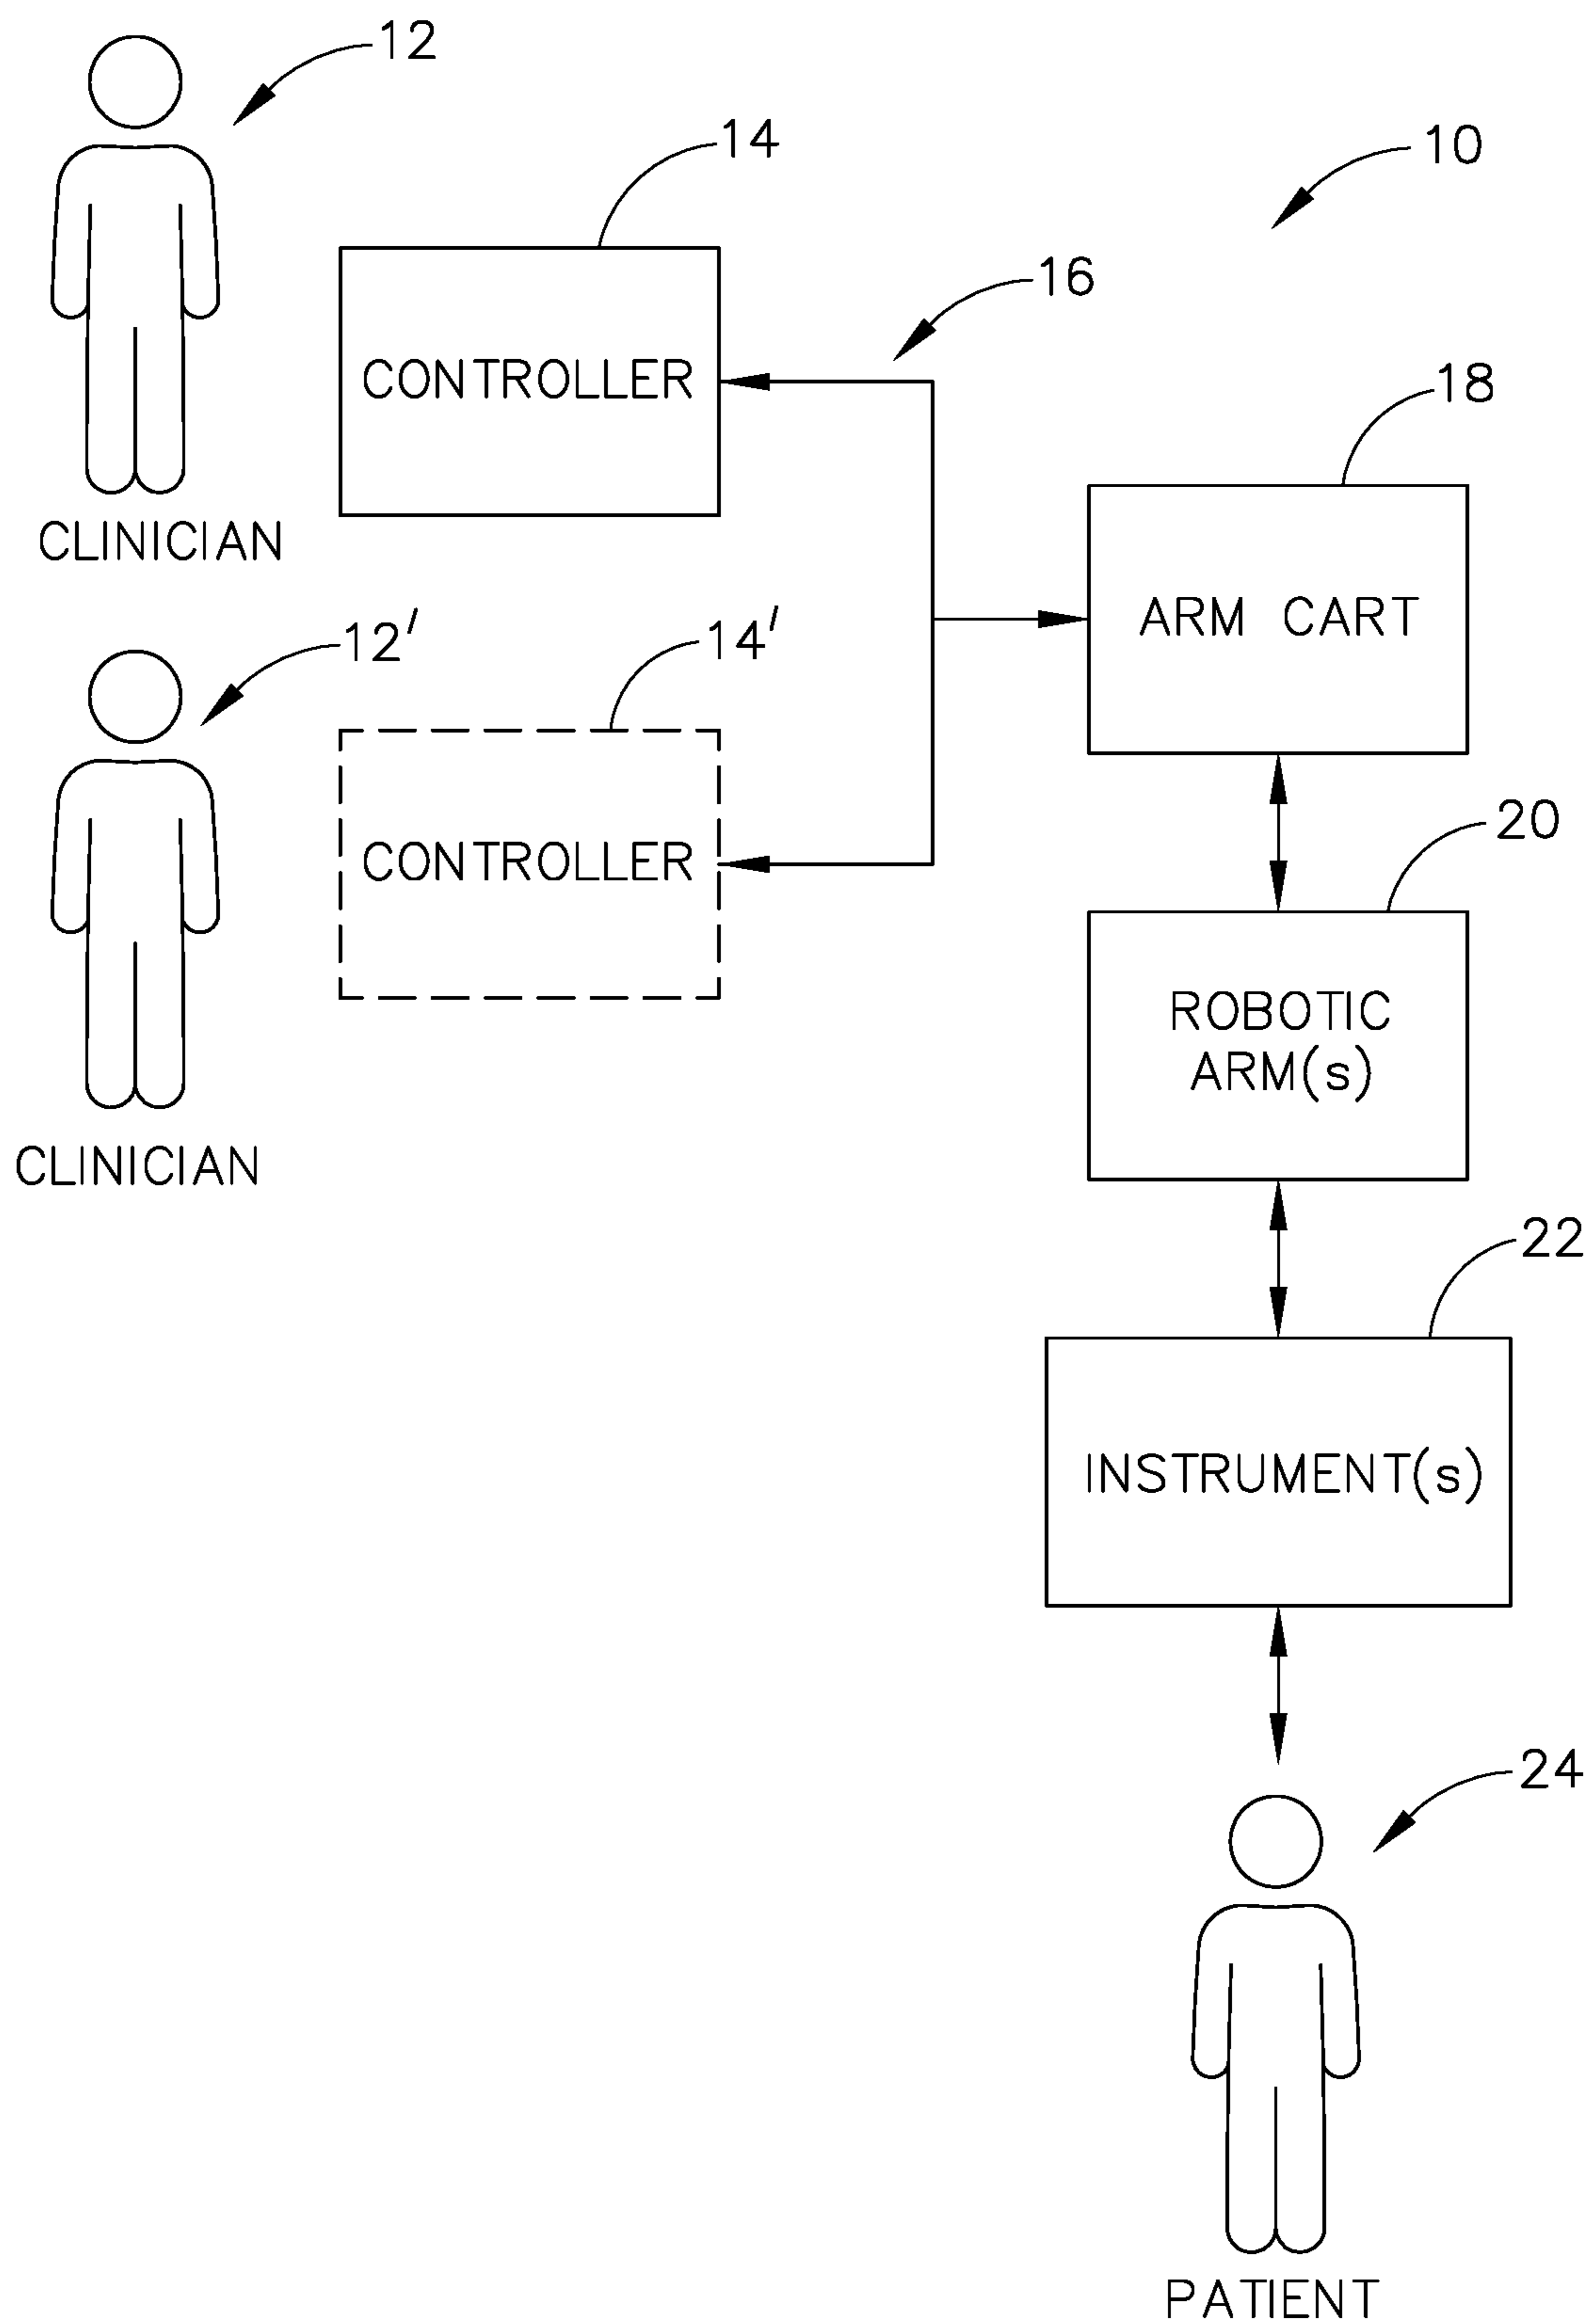 12
14
10
16
CONTROLLER
18
CLINICIAN
ARM CART
12'
14'
20
CONTROLLER
ROBOTIC
ARM(s)
CLINICIAN
22
INSTRUMENT(s)
24
PATIENT